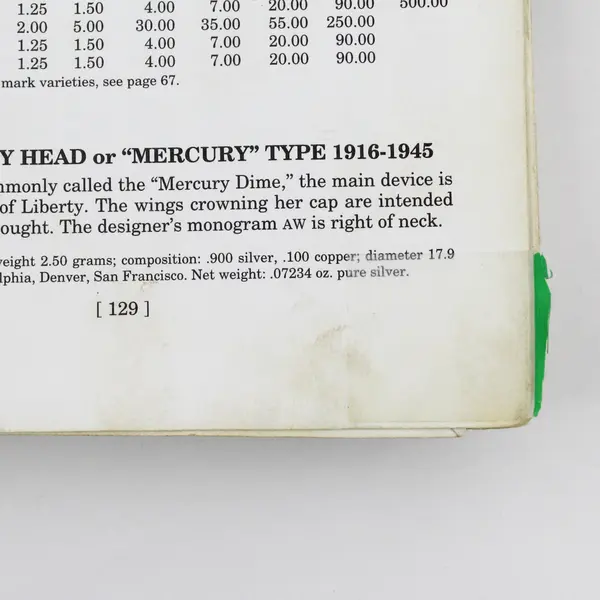 1.25 1.50 4.00 7.00 20.00 90.00 500.00
2.00 5.00 30.00 35.00 55.00 250.00
1.25 1.50 4.00 7.00 20.00 90.00
1.25 1.50 4.00 7.00 20.00 90.00
mark varieties, see page 67.
Y HEAD or “MERCURY” TYPE 1916-1945
mmonly called the “Mercury Dime,” the main device is
of Liberty. The wings crowning her cap are intended
ought. The designer’s monogram AW is right of neck.
eight 2.50 grams; composition: .900 silver, .100 copper; diameter 17.9
lphia, Denver, San Francisco. Net weight: .07234 oz. pure silver.
[ 129 ]